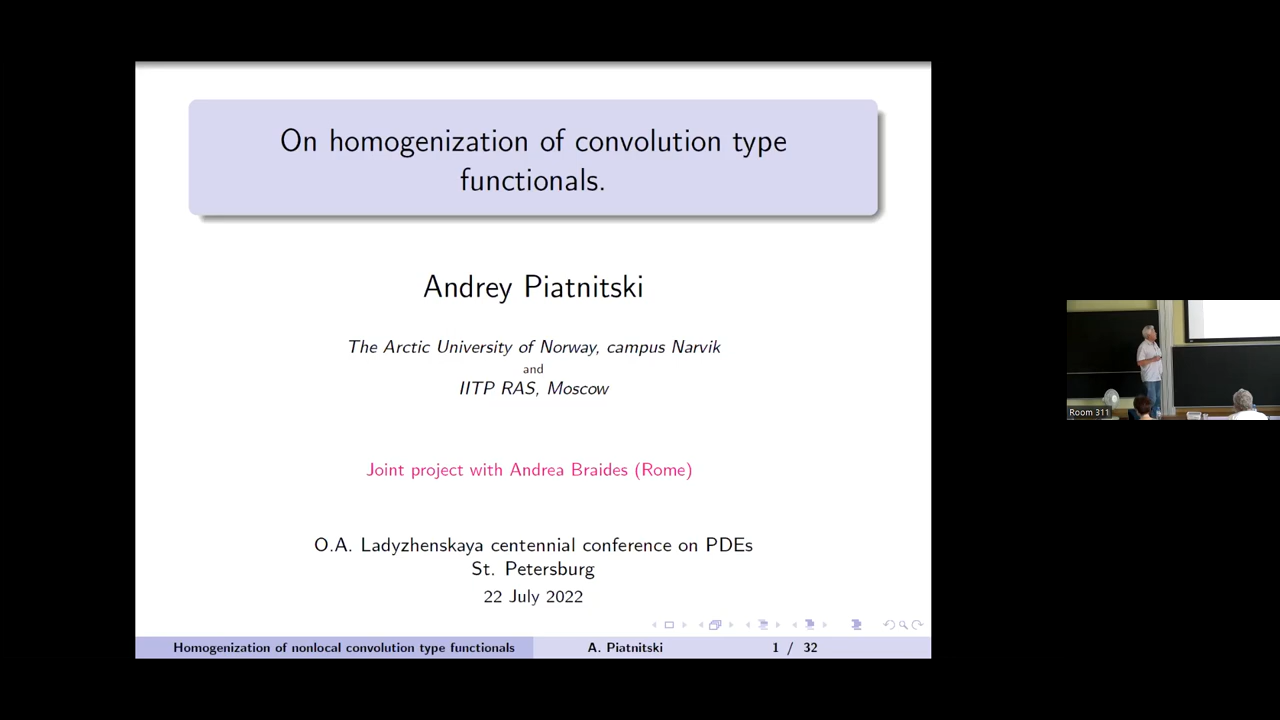 On homogenization of convolution type
functionals.
Andrey Piatnitski
The Arctic University of Norway, campus Narvik
and
IITP RAS, Moscow
Joint project with Andrea Braides (Rome)
O.A. Ladyzhenskaya centennial conference on PDEs
St. Petersburg
22 July 2022
Homogenization of nonlocal convolution type functionals A. Piatnitski 1 / 32
Room 311